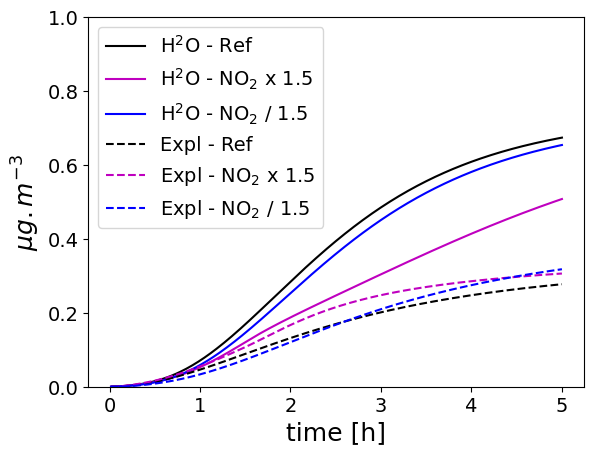 1.0
0.8
0.6
0.4
0.2
0.0
μg.m⁻³
H²O - Ref
H²O - NO₂ x 1.5
H²O - NO₂ / 1.5
Expl - Ref
Expl - NO₂ x 1.5
Expl - NO₂ / 1.5
0 1 2 3 4 5
time [h]